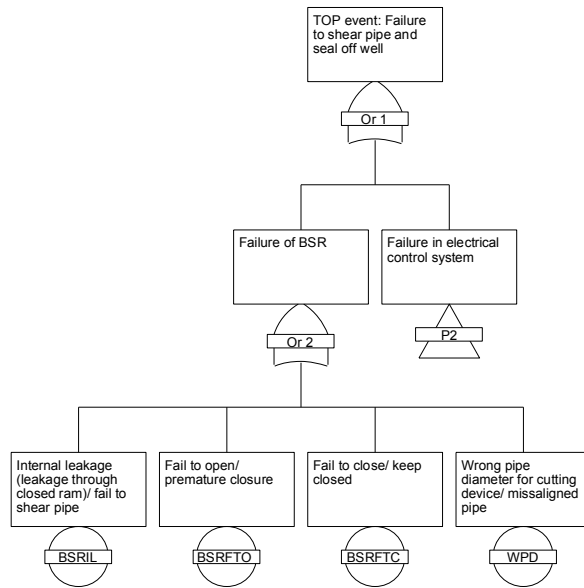 TOP event: Failure
to shear pipe and
seal off well
Or 1
Failure of BSR
Failure in electrical
control system
Or 2
P2
Internal leakage
(leakage through
closed ram)/ fail to
shear pipe
Fail to open/
premature closure
Fail to close/ keep
closed
Wrong pipe
diameter for cutting
device/ missaligned
pipe
BSRIL
BSRFTO
BSRFTC
WPD